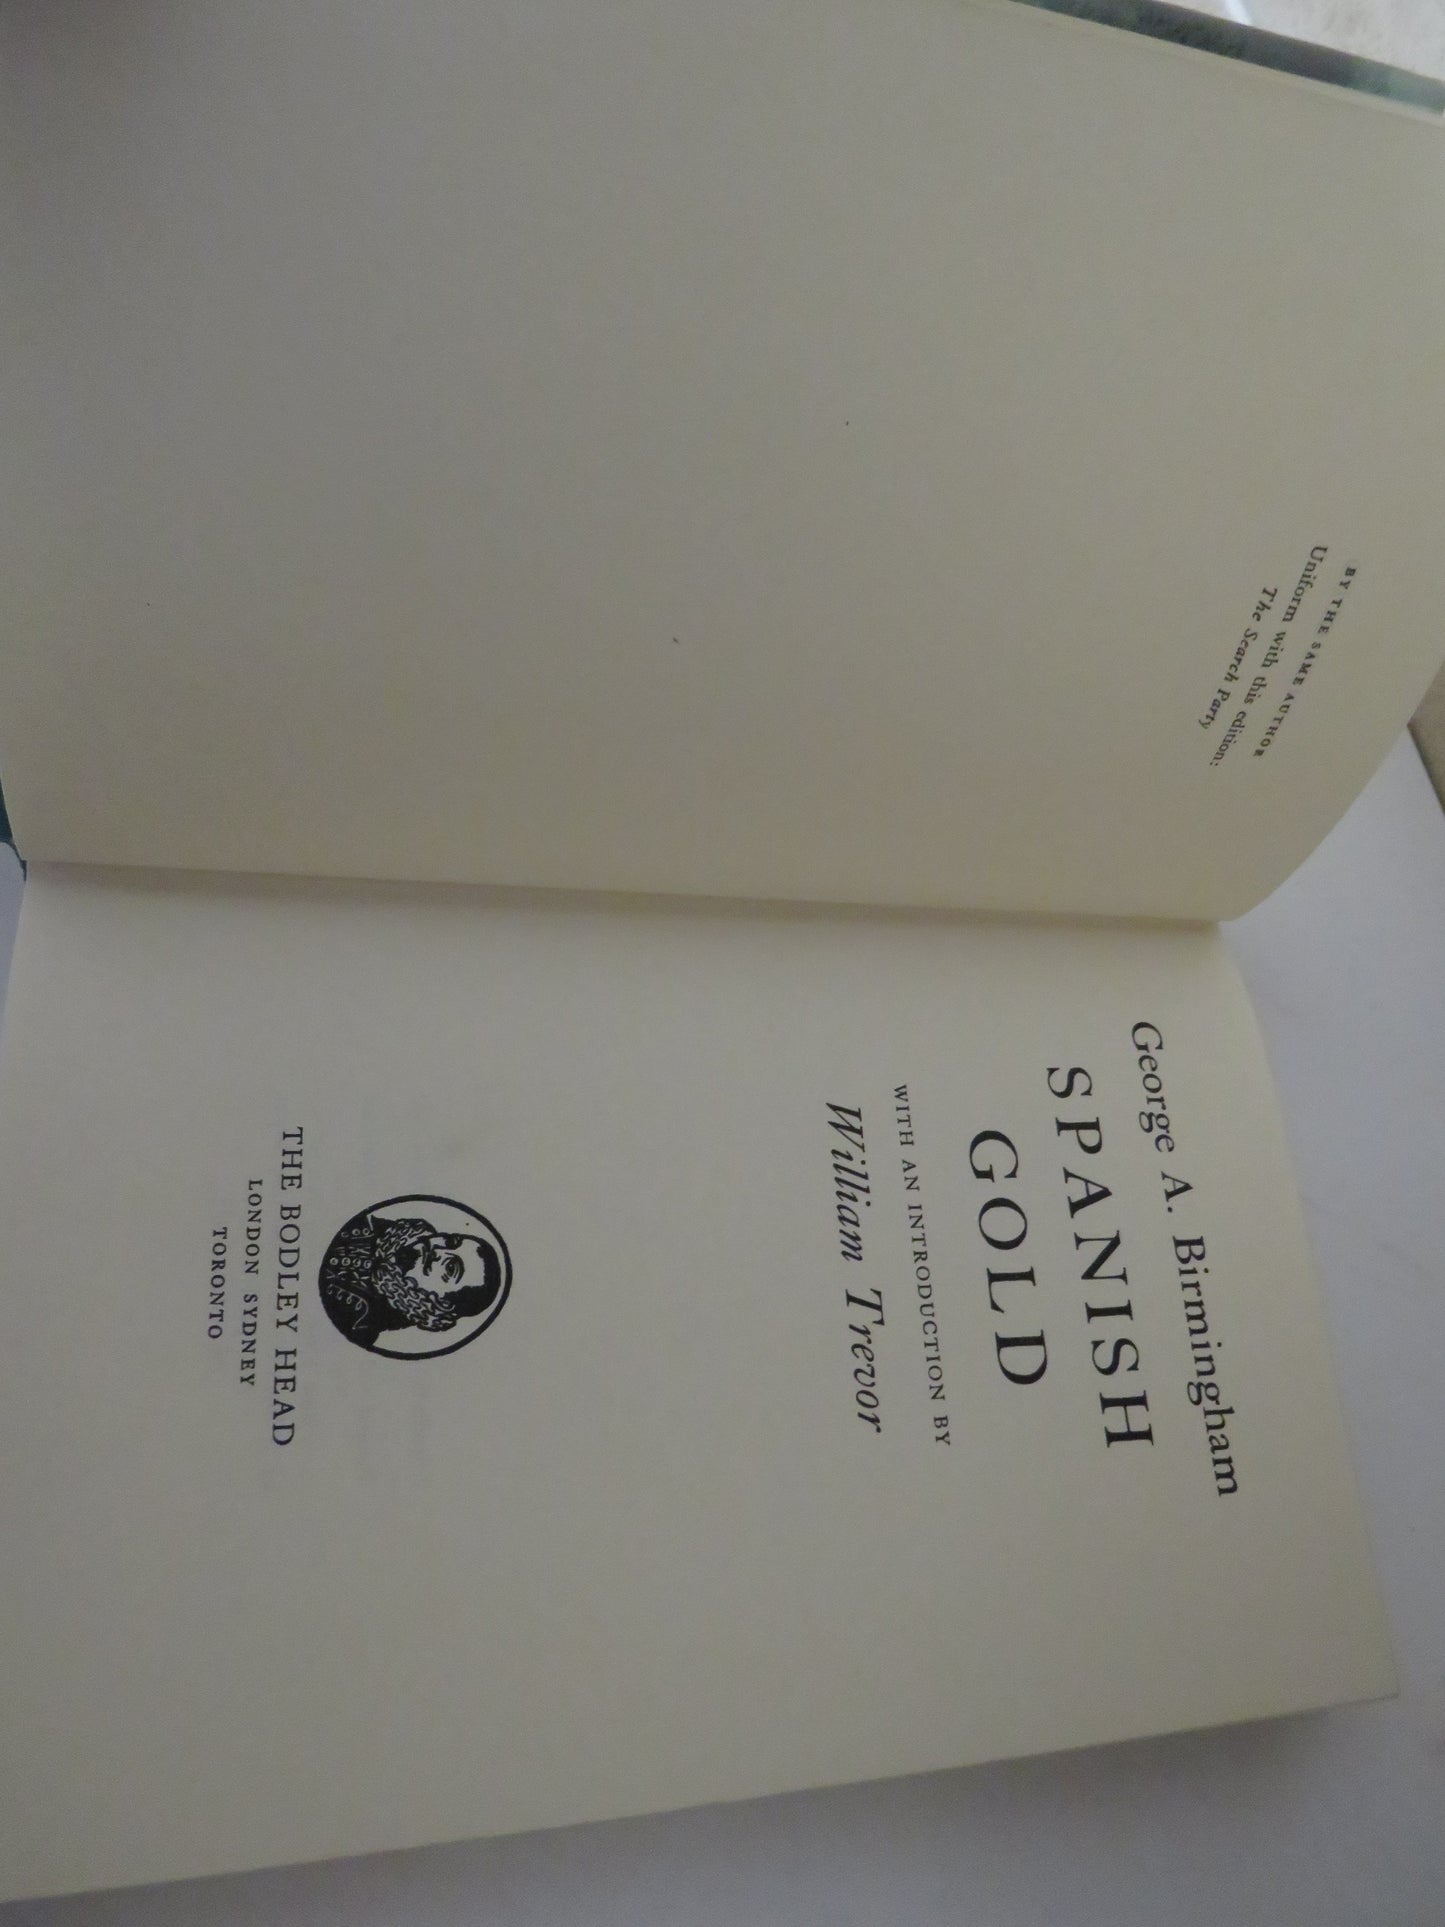 BY THE SAME AUTHOR
Uniform with this edition:
The Search Party
George A. Birmingham
SPANISH
GOLD
WITH AN INTRODUCTION BY
William Trevor
THE BODLEY HEAD
LONDON SYDNEY
TORONTO